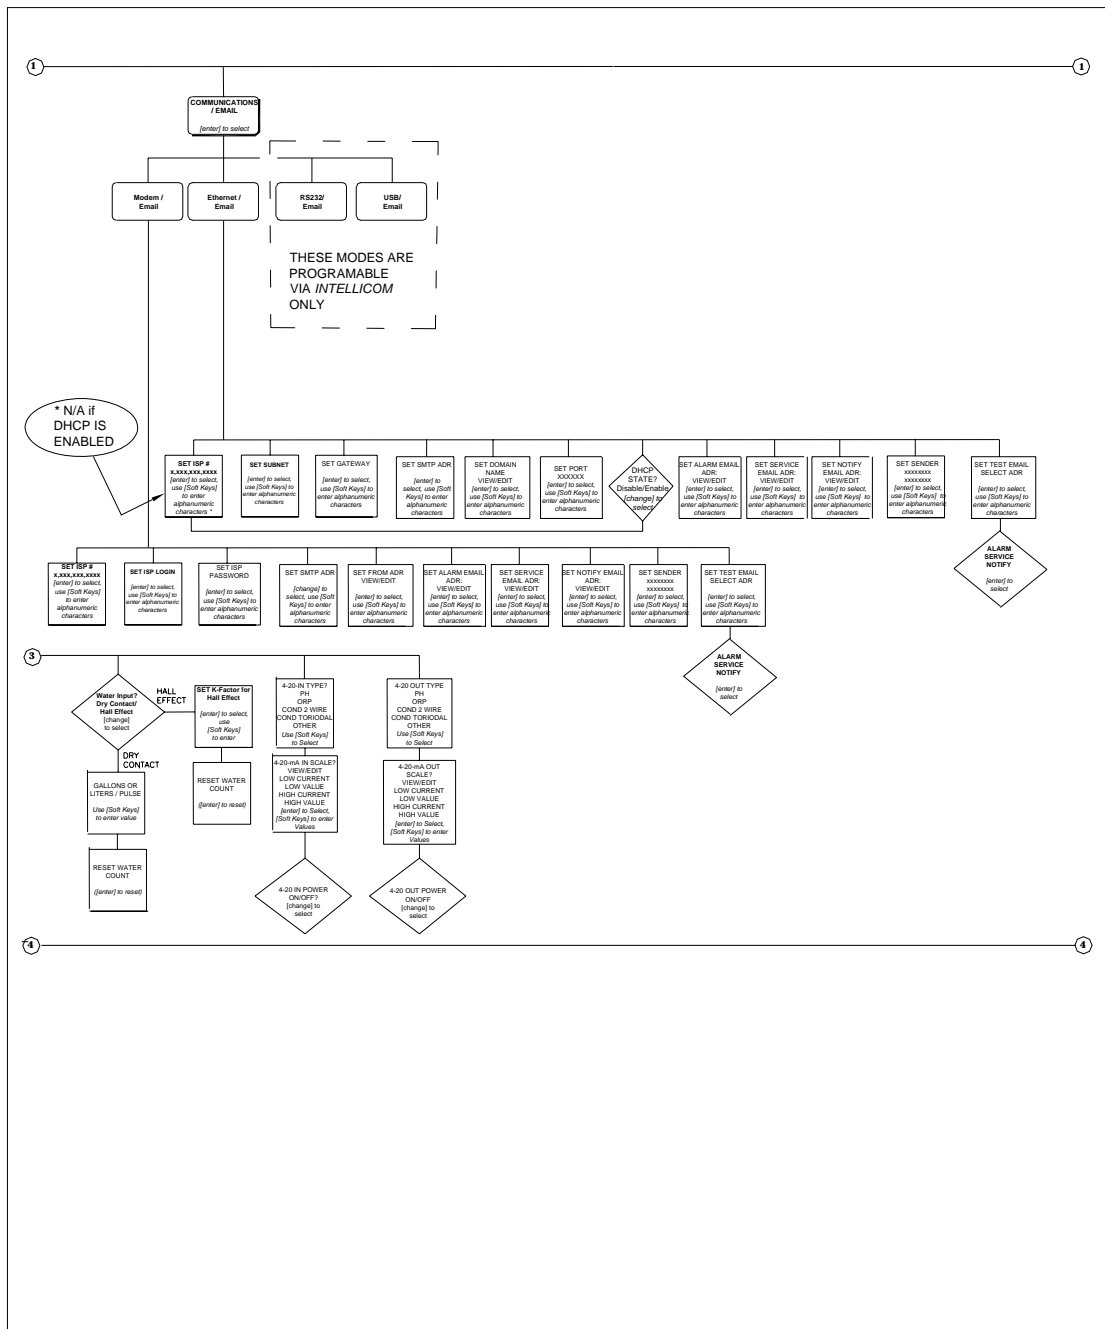 1
1
COMMUNICATIONS
/ EMAIL
[enter] to select
Modem /
Email
Ethernet /
Email
RS232/
Email
USB/
Email
THESE MODES ARE
PROGRAMABLE
VIA INTELLICOM
ONLY
* N/A if
DHCP IS
ENABLED
SET ISP #
x,xxx,xxx,xxxx
[enter] to select,
use [Soft Keys]
to enter
alphanumeric
characters *
SET SUBNET
[enter] to select,
use [Soft Keys] to
enter alphanumeric
characters
SET GATEWAY
[enter] to select,
use [Soft Keys] to
enter alphanumeric
characters
SET SMTP ADR
[enter] to
select, use [Soft
Keys] to enter
alphanumeric
characters
SET DOMAIN
NAME
VIEW/EDIT
[enter] to select,
use [Soft Keys] to
enter alphanumeric
characters
SET PORT
XXXXXX
[enter] to select,
use [Soft Keys] to
enter alphanumeric
characters
DHCP
STATE?
Disable/Enable
[change] to
select
SET ALARM EMAIL
ADR:
VIEW/EDIT
[enter] to select,
use [Soft Keys] to
enter alphanumeric
characters
SET SERVICE
EMAIL ADR:
VIEW/EDIT
[enter] to select,
use [Soft Keys] to
enter alphanumeric
characters
SET NOTIFY
EMAIL ADR:
VIEW/EDIT
[enter] to select,
use [Soft Keys] to
enter alphanumeric
characters
SET SENDER
xxxxxxxx
xxxxxxxx
[enter] to select,
use [Soft Keys] to
enter alphanumeric
characters
SET TEST EMAIL
SELECT ADR
[enter] to select,
use [Soft Keys] to
enter alphanumeric
characters
ALARM
SERVICE
NOTIFY
[enter] to
select
SET ISP #
x,xxx,xxx,xxxx
[enter] to select,
use [Soft Keys]
to enter
alphanumeric
characters
SET ISP LOGIN
[enter] to select,
use [Soft Keys] to
enter alphanumeric
characters
SET ISP
PASSWORD
[enter] to select,
use [Soft Keys] to
enter alphanumeric
characters
SET SMTP ADR
[change] to
select, use [Soft
Keys] to enter
alphanumeric
characters
SET FROM ADR
VIEW/EDIT
[enter] to select,
use [Soft Keys] to
enter alphanumeric
characters
SET ALARM EMAIL
ADR:
VIEW/EDIT
[enter] to select,
use [Soft Keys] to
enter alphanumeric
characters
SET SERVICE
EMAIL ADR:
VIEW/EDIT
[enter] to select,
use [Soft Keys] to
enter alphanumeric
characters
SET NOTIFY EMAIL
ADR:
VIEW/EDIT
[enter] to select,
use [Soft Keys] to
enter alphanumeric
characters
SET SENDER
xxxxxxxx
xxxxxxxx
[enter] to select,
use [Soft Keys] to
enter alphanumeric
characters
SET TEST EMAIL
SELECT ADR
[enter] to select,
use [Soft Keys] to
enter alphanumeric
characters
ALARM
SERVICE
NOTIFY
[enter] to
select
3
Water Input?
Dry Contact/
Hall Effect
[change]
to select
HALL
EFFECT
DRY
CONTACT
SET K-Factor for
Hall Effect
[enter] to select,
use
[Soft Keys]
to enter
RESET WATER
COUNT
([enter] to reset)
GALLONS OR
LITERS / PULSE
Use [Soft Keys]
to enter value
RESET WATER
COUNT
([enter] to reset)
4-20-IN TYPE?
PH
ORP
COND 2 WIRE
COND TORIODAL
OTHER
Use [Soft Keys]
to Select
4-20-mA IN SCALE?
VIEW/EDIT
LOW CURRENT
LOW VALUE
HIGH CURRENT
HIGH VALUE
[enter] to Select,
[Soft Keys] to enter
Values
4-20 IN POWER
ON/OFF?
[change] to
select
4-20 OUT TYPE
PH
ORP
COND 2 WIRE
COND TORIODAL
OTHER
Use [Soft Keys]
to Select
4-20-mA OUT
SCALE?
VIEW/EDIT
LOW CURRENT
LOW VALUE
HIGH CURRENT
HIGH VALUE
[enter] to Select,
[Soft Keys] to enter
Values
4-20 OUT POWER
ON/OFF
[change] to
select
4
4